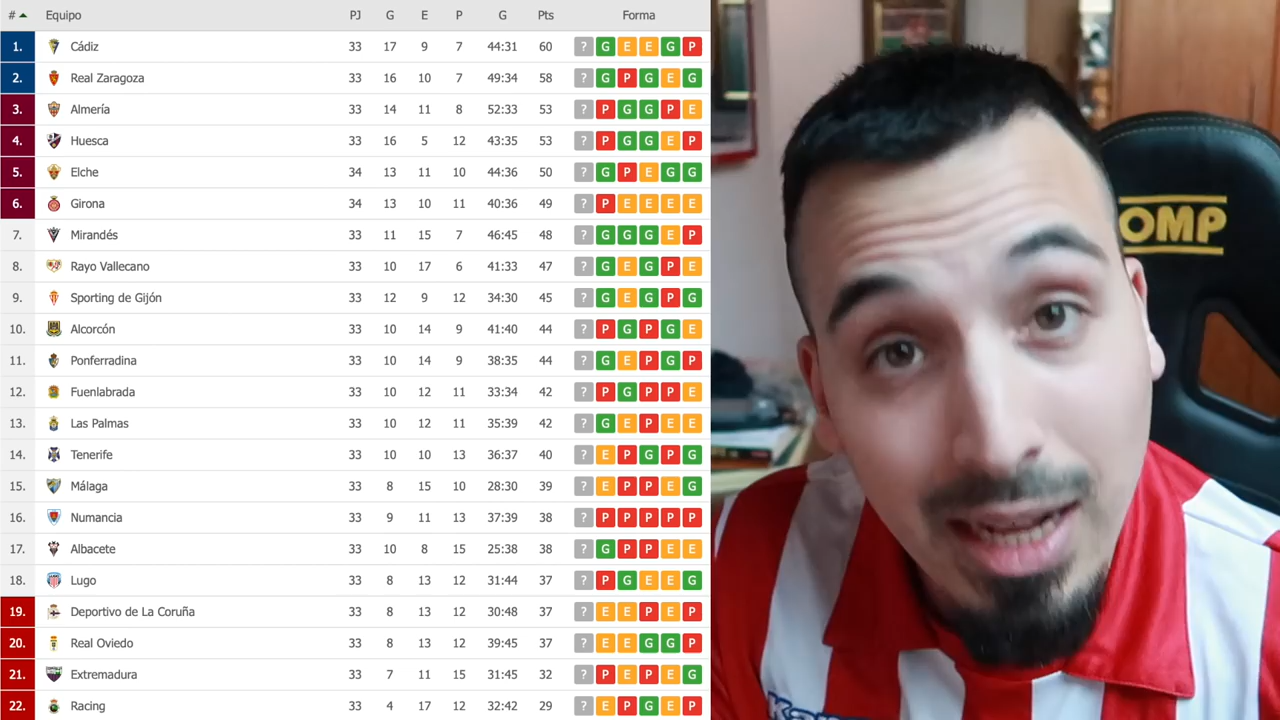 # Equipo PJ G E P G Pts Forma
1. Cádiz 33 17 9 7 44:31 60 ? G E E G P
2. Real Zaragoza 33 16 10 7 49:34 58 ? G P G E G
3. Almería 33 14 11 8 52:33 53 ? P G G P E
4. Huesca 33 16 5 12 43:35 53 ? P G G E P
5. Elche 34 13 11 10 44:36 50 ? G P E G G
6. Girona 34 13 10 11 40:36 49 ? P E E E E
7. Mirandés 33 11 15 7 46:43 48 ? G G G E P
8. Rayo Vallecano 33 10 17 6 41:33 47 ? G E G P E
9. Sporting de Gijón 33 12 9 12 34:30 45 ? G E G P G
10. Alcorcón 33 10 14 9 41:40 44 ? P G P G E
11. Ponferradina 33 10 14 9 38:35 44 ? G E P G P
12. Fuenlabrada 33 11 9 11 33:34 42 ? P G P P E
13. Las Palmas 33 10 12 11 35:39 42 ? G E P E E
14. Tenerife 33 10 10 13 36:37 40 ? E P G P G
15. Málaga 33 8 15 10 28:30 39 ? E P P E G
16. Numancia 33 9 11 13 37:39 38 ? P P P P P
17. Albacete 33 10 8 15 25:38 38 ? G P P E E
18. Lugo 33 8 13 12 31:44 37 ? P G E E G
19. Deportivo de La Coruña 33 8 13 12 30:48 37 ? E E P E P
20. Real Oviedo 33 9 12 39:45 37 ? E E G G P
21. Extremadura 33 7 11 15 31:45 32 ? P E P E G
22. Racing 33 4 17 12 32:42 29 ? E P G E P
OMP